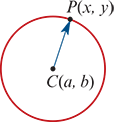 P(x, y)
C(a, b)